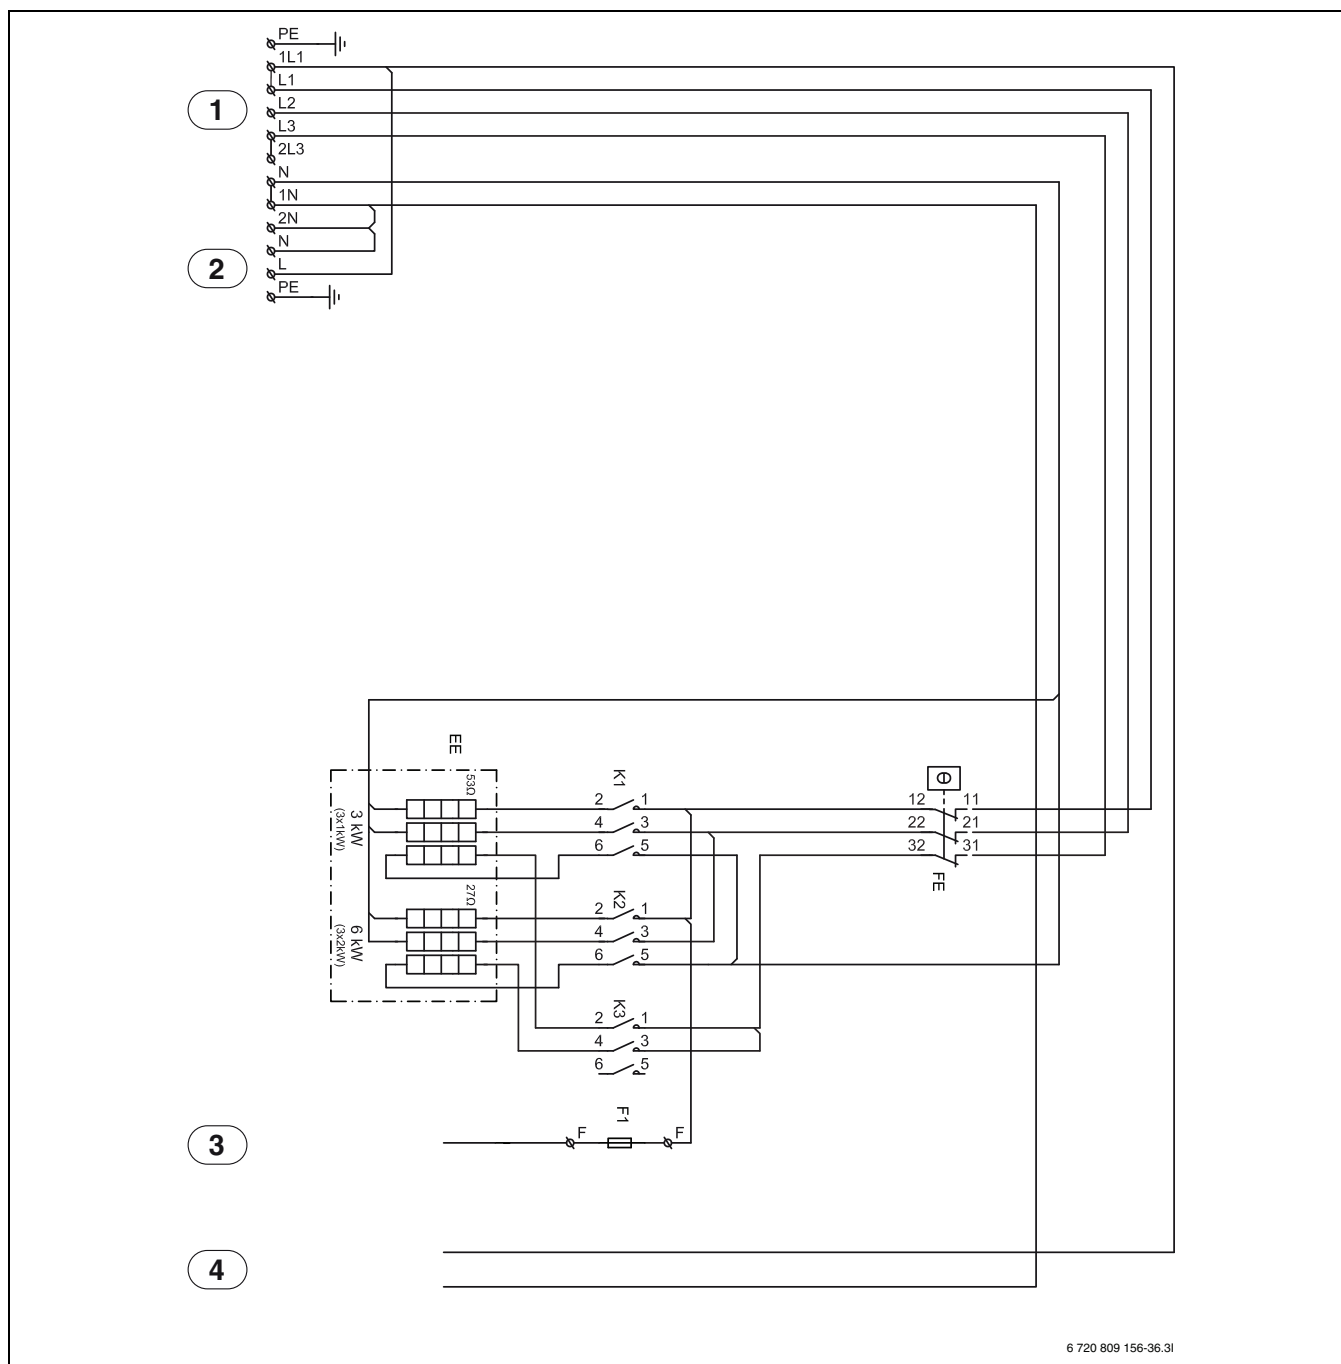 PE
1L1
L1
1
L2
L3
2L3
N
1N
2N
N
2
L
PE
EE
53Ω
3 kW
(3x1kW)
K1
2 1
4 3
6 5
12 11
22 21
32 31
FE
27Ω
6 kW
(3x2kW)
K2
2 1
4 3
6 5
K3
2 1
4 3
6 5
F1
3
F F
4
6 720 809 156-36.3I